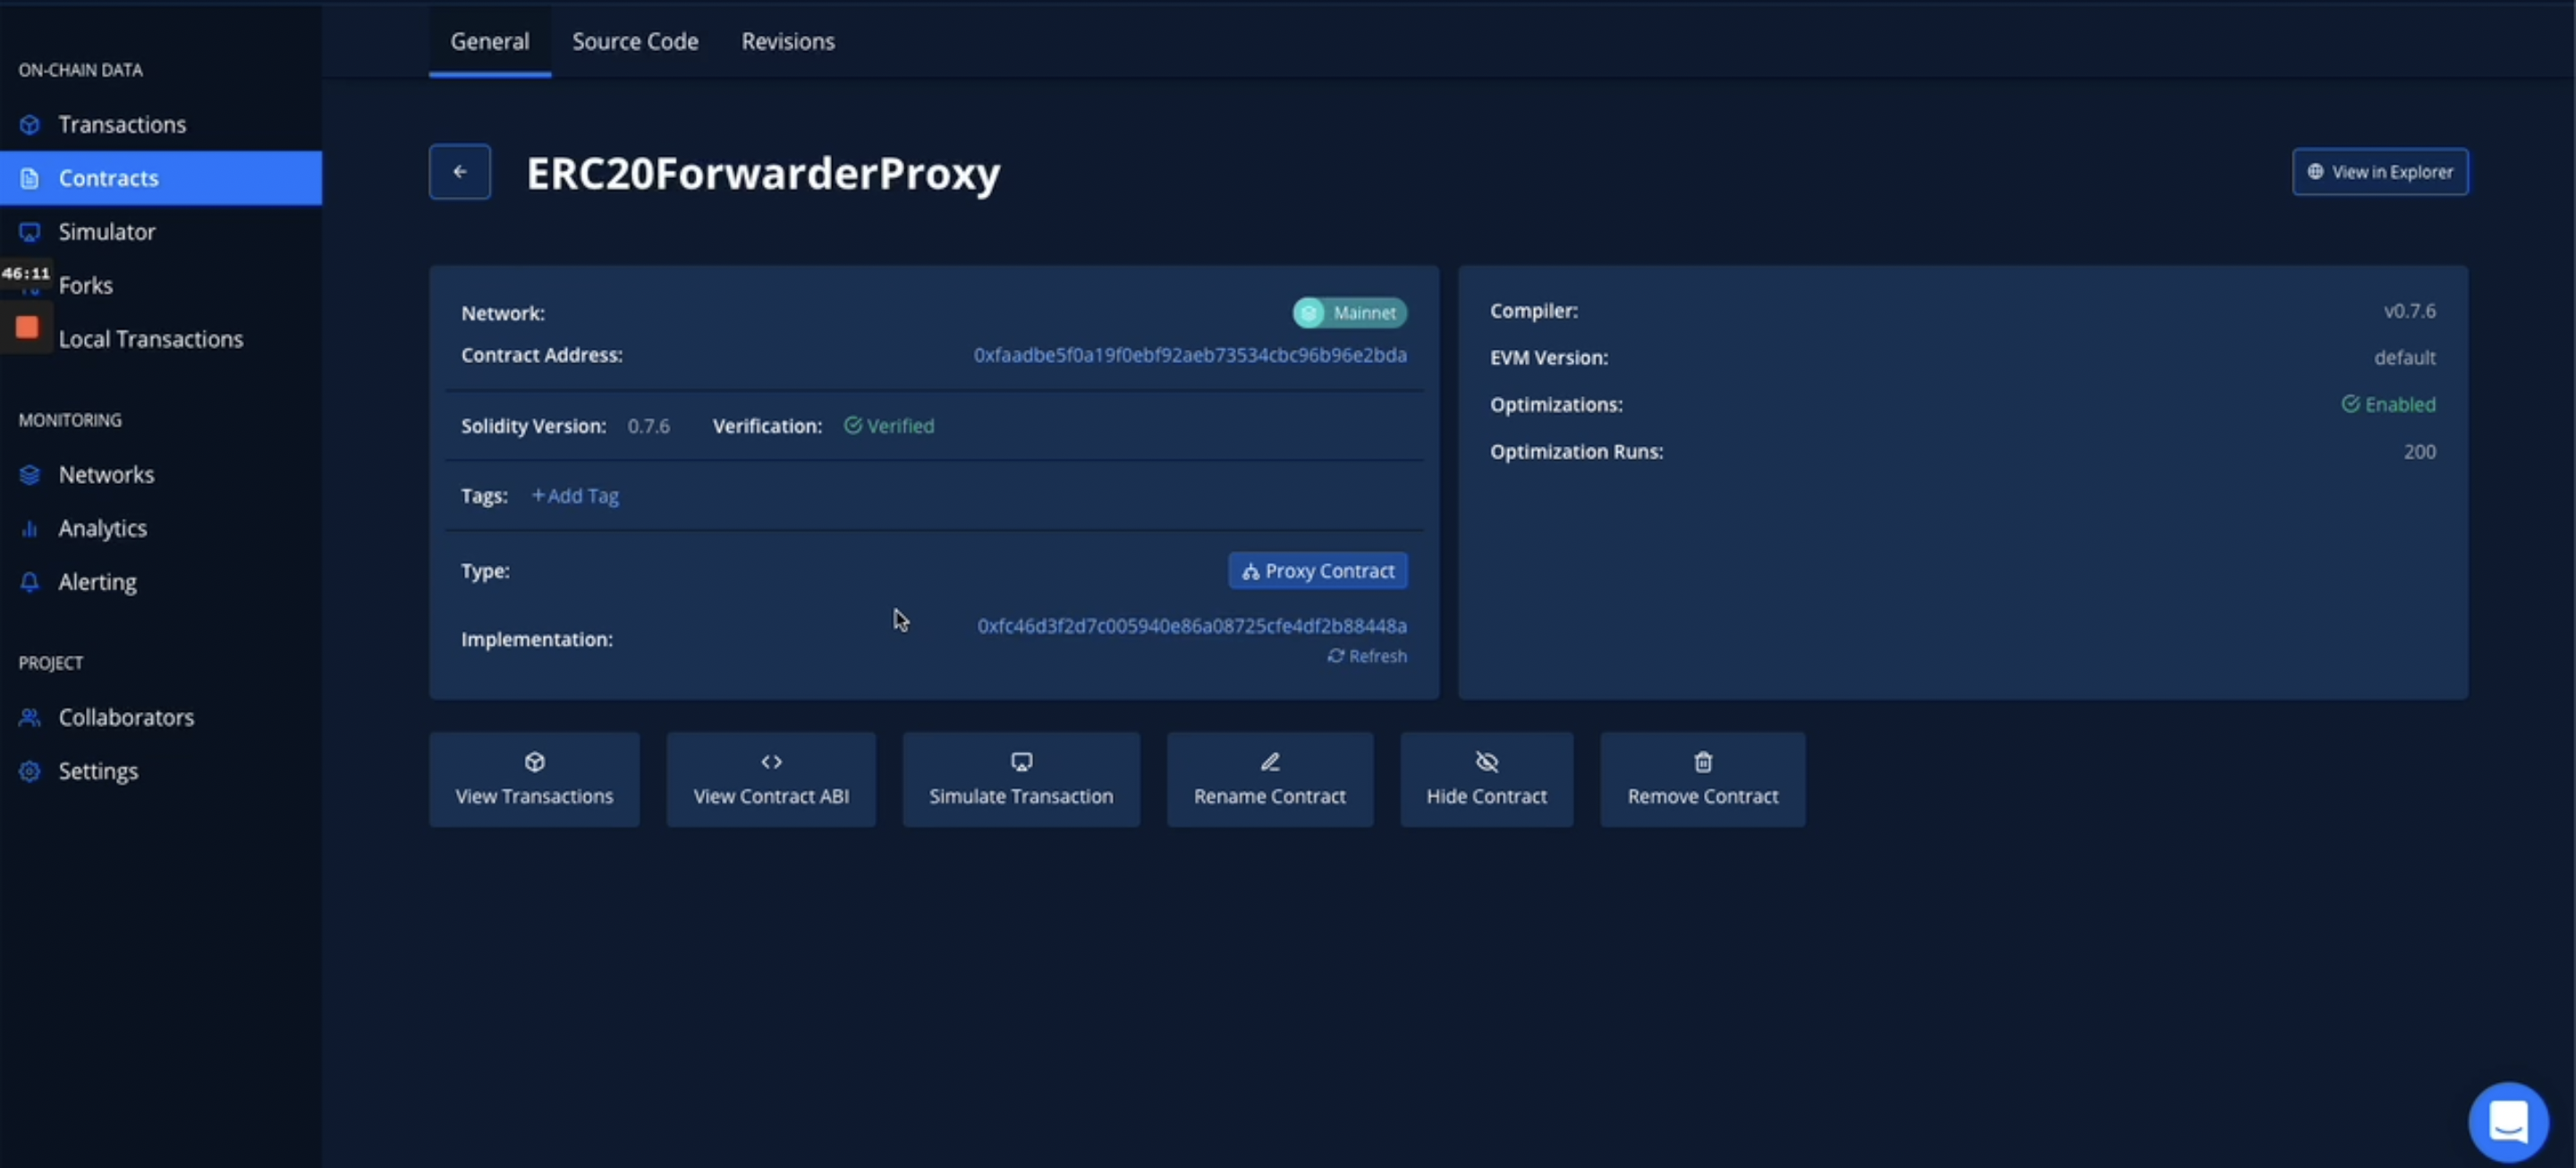 General Source Code Revisions
ON-CHAIN DATA
Transactions
Contracts
Simulator
46:11
Forks
Local Transactions
MONITORING
Networks
Analytics
Alerting
PROJECT
Collaborators
Settings
ERC20ForwarderProxy
View in Explorer
Network: Mainnet
Contract Address: 0xfaadbe5f0a19f0ebf92aeb73534cbc96b96e2bda
Solidity Version: 0.7.6 Verification: Verified
Tags: +Add Tag
Type: Proxy Contract
Implementation: 0xfc46d3f2d7c005940e86a08725cfe4df2b88448a
Refresh
Compiler: v0.7.6
EVM Version: default
Optimizations: Enabled
Optimization Runs: 200
View Transactions
View Contract ABI
Simulate Transaction
Rename Contract
Hide Contract
Remove Contract